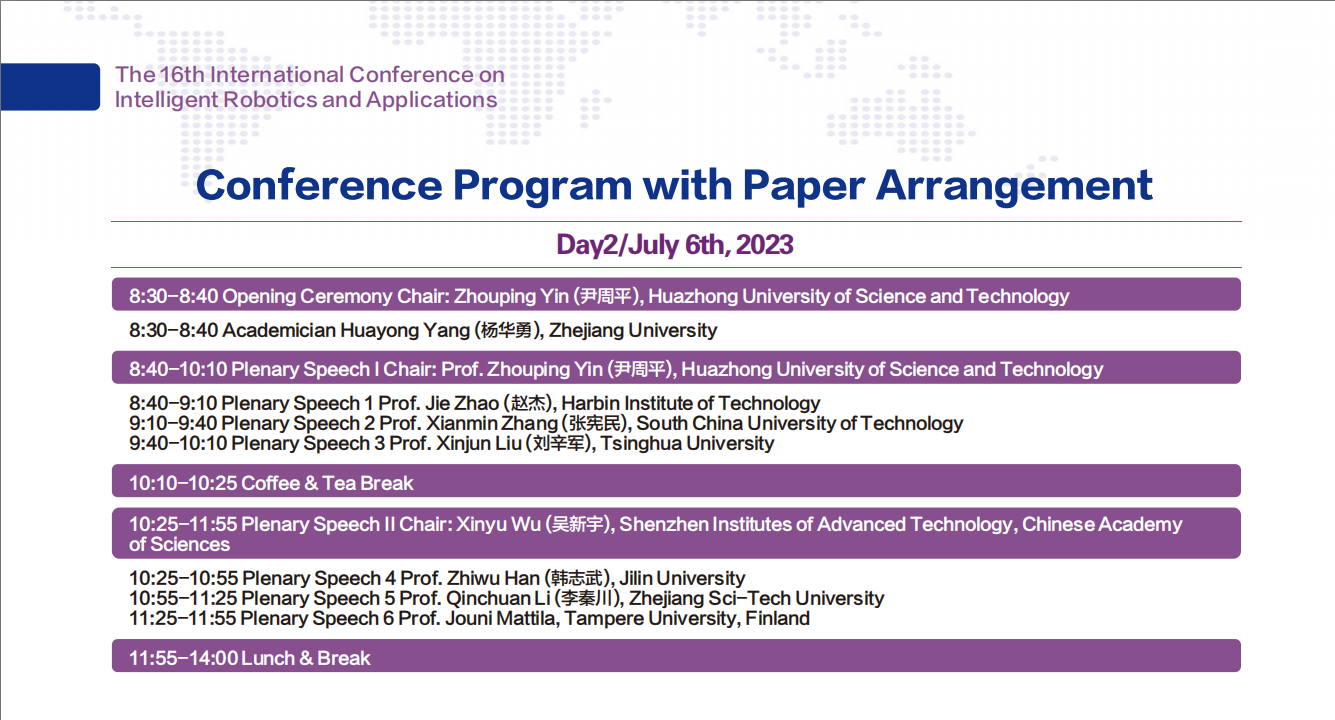 The 16th International Conference on
Intelligent Robotics and Applications
Conference Program with Paper Arrangement
Day2/July 6th, 2023
8:30-8:40 Opening Ceremony Chair: Zhouping Yin (尹周平), Huazhong University of Science and Technology
8:30-8:40 Academician Huayong Yang (杨华勇), Zhejiang University
8:40-10:10 Plenary Speech I Chair: Prof. Zhouping Yin (尹周平), Huazhong University of Science and Technology
8:40-9:10 Plenary Speech 1 Prof. Jie Zhao (赵杰), Harbin Institute of Technology
9:10-9:40 Plenary Speech 2 Prof. Xianmin Zhang (张宪民), South China University of Technology
9:40-10:10 Plenary Speech 3 Prof. Xinjun Liu (刘辛军), Tsinghua University
10:10-10:25 Coffee & Tea Break
10:25-11:55 Plenary Speech II Chair: Xinyu Wu (吴新宇), Shenzhen Institutes of Advanced Technology, Chinese Academy
of Sciences
10:25-10:55 Plenary Speech 4 Prof. Zhiwu Han (韩志武), Jilin University
10:55-11:25 Plenary Speech 5 Prof. Qinchuan Li (李秦川), Zhejiang Sci-Tech University
11:25-11:55 Plenary Speech 6 Prof. Jouni Mattila, Tampere University, Finland
11:55-14:00 Lunch & Break